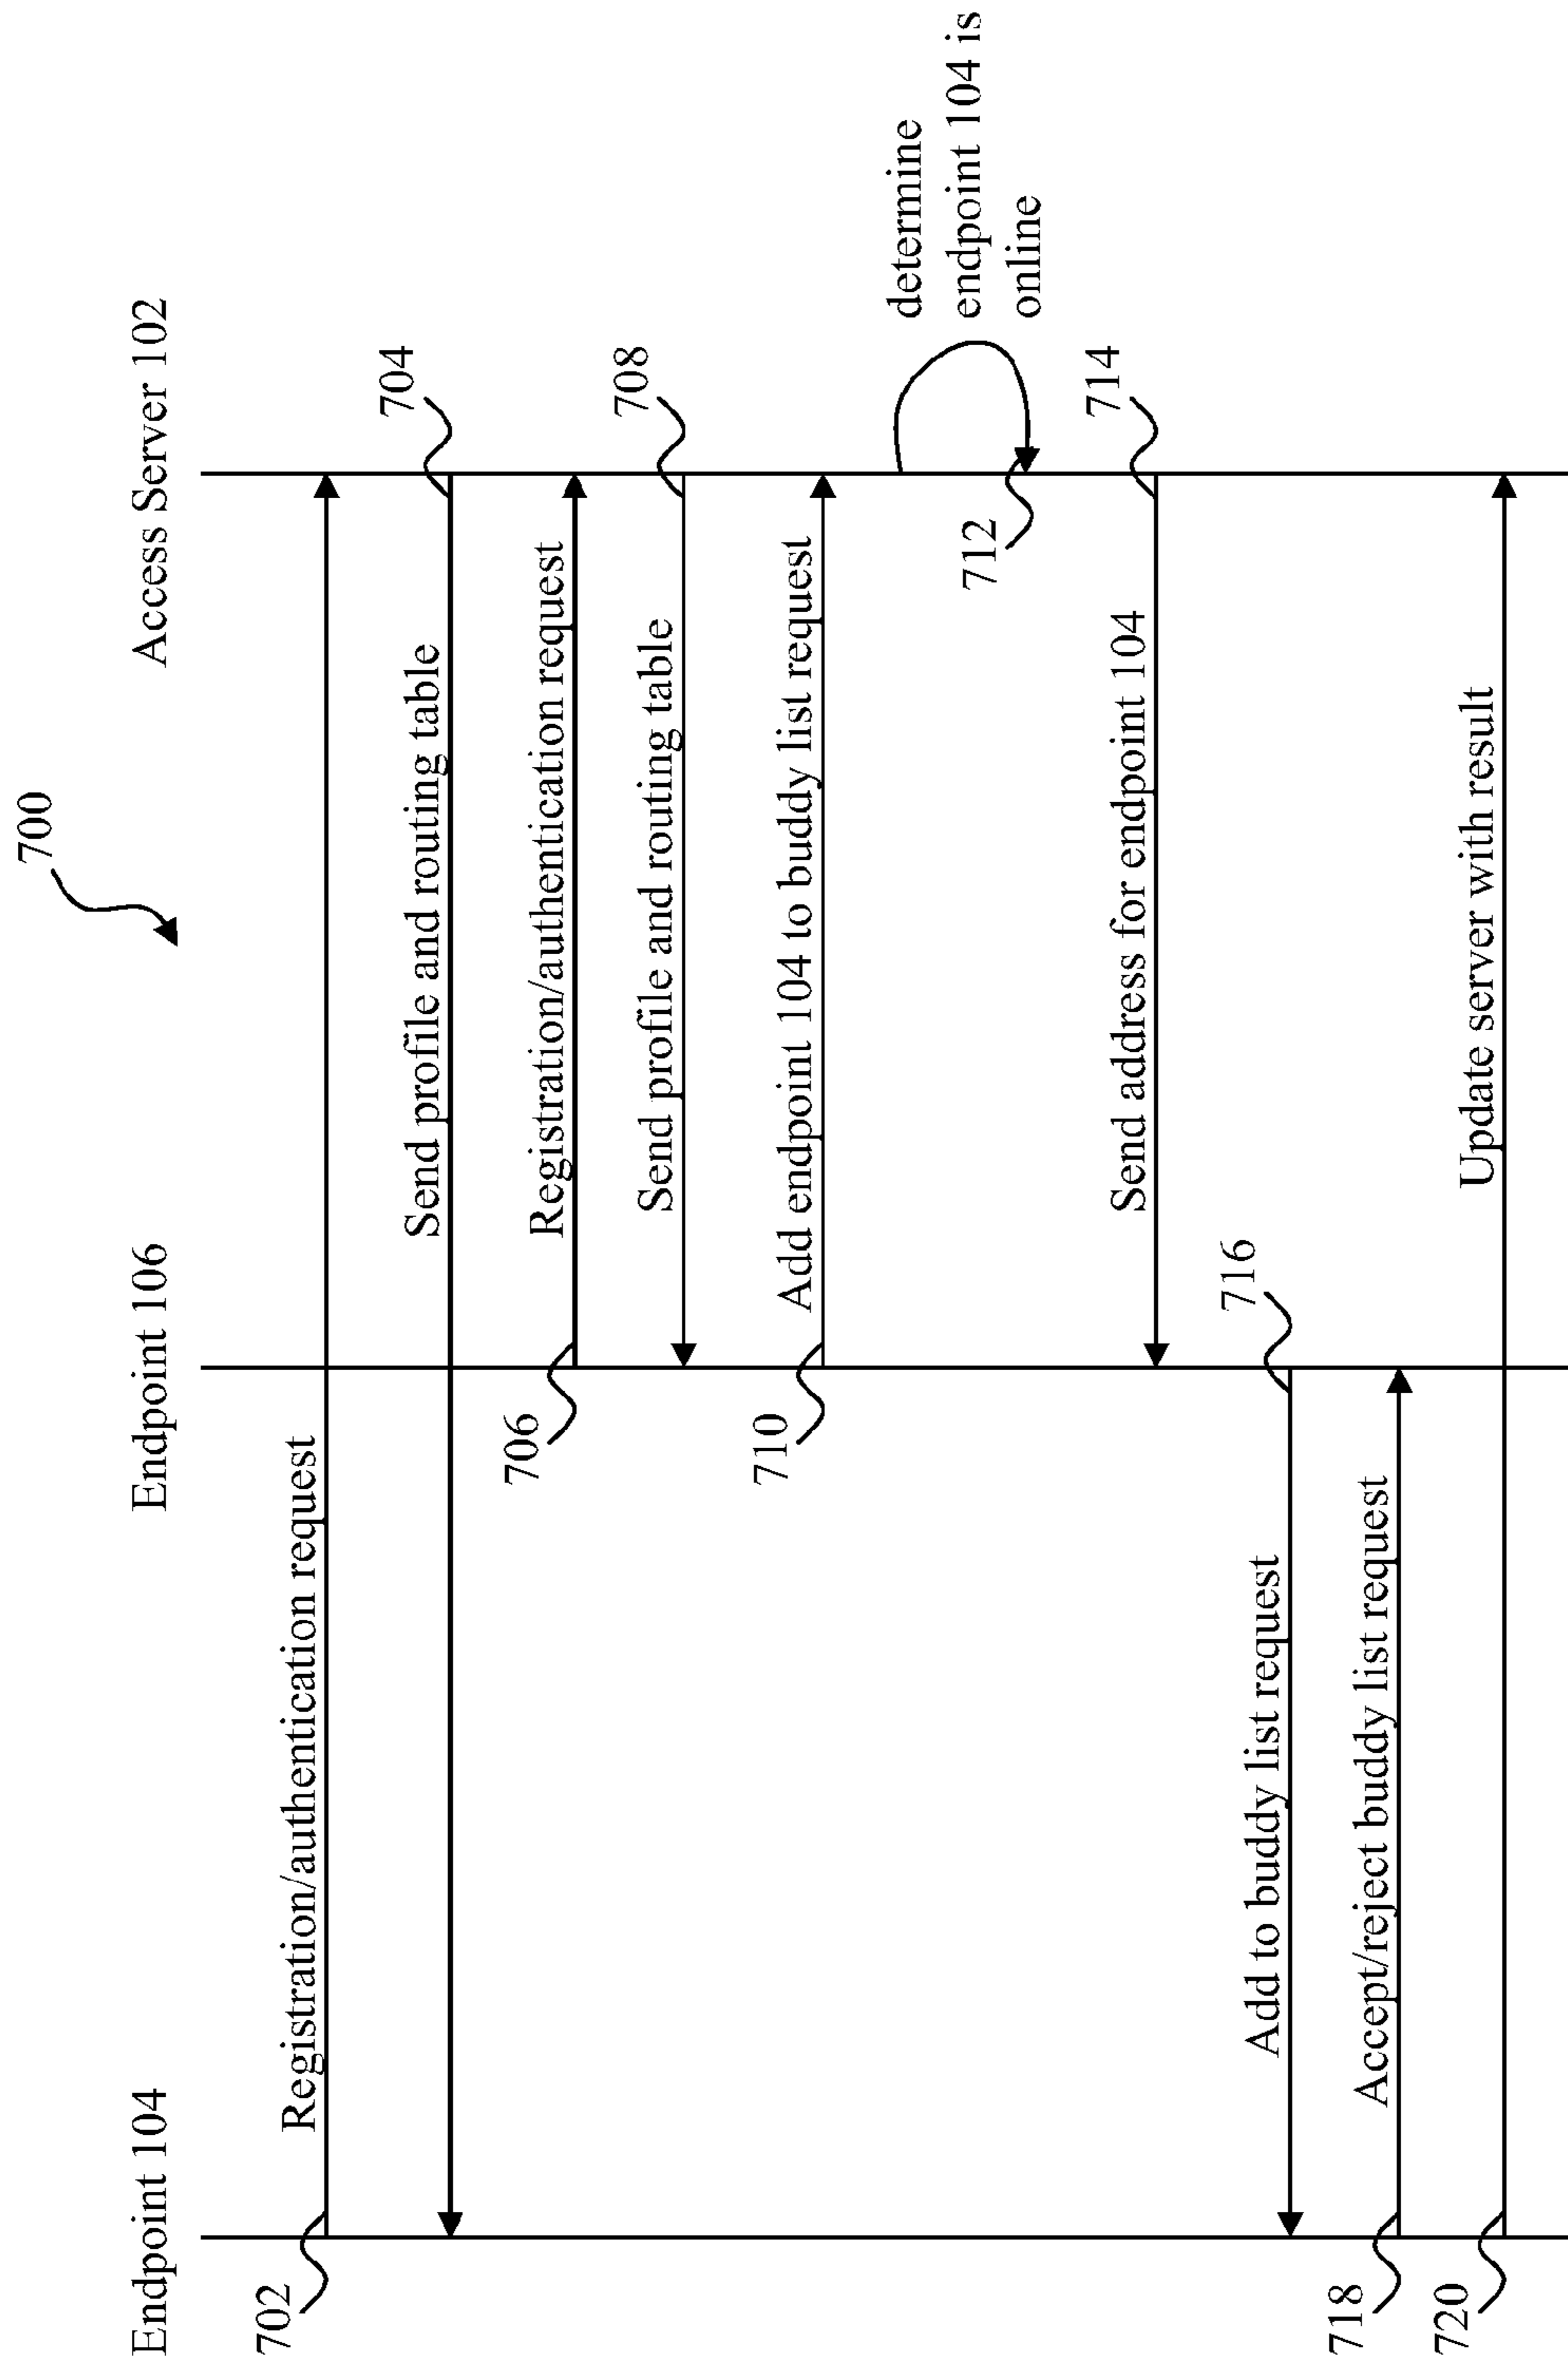 700
Endpoint 104
Endpoint 106
Access Server 102
Registration/authentication request
702
704
Send profile and routing table
Registration/authentication request
706
708
Send profile and routing table
Add endpoint 104 to buddy list request
710
determine
endpoint 104 is
online
712
714
Send address for endpoint 104
716
Add to buddy list request
Accept/reject buddy list request
718
Update server with result
720